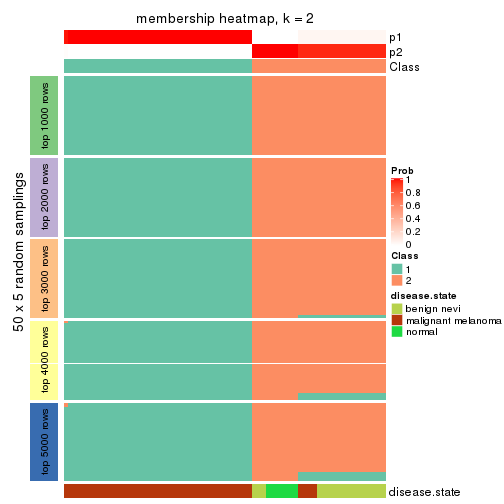 membership heatmap, k = 2
p1
p2
Class
50 x 5 random samplings
top 1000 rows
top 2000 rows
top 3000 rows
top 4000 rows
top 5000 rows
Prob
1
0.8
0.6
0.4
0.2
0
Class
1
2
disease.state
benign nevi
malignant melanoma
normal
disease.state